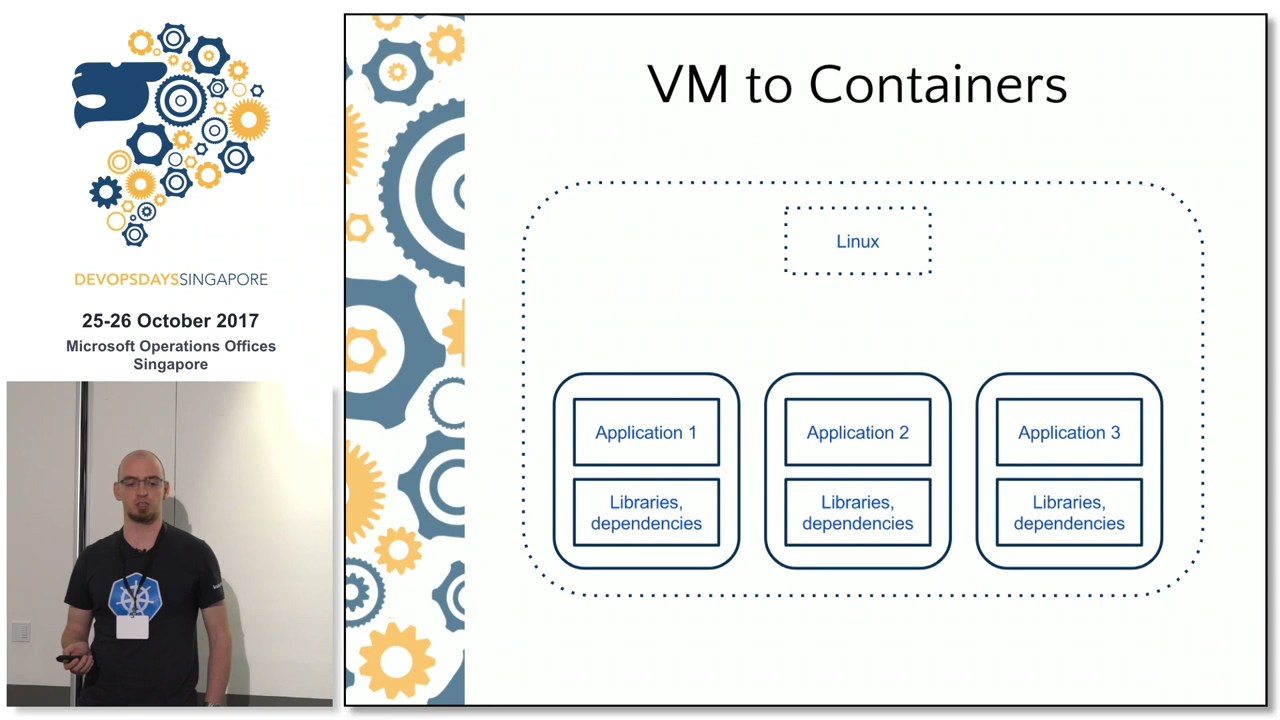 DEVOPSDAYSSINGAPORE
25-26 October 2017
Microsoft Operations Offices
Singapore
VM to Containers
Linux
Application 1
Libraries,
dependencies
Application 2
Libraries,
dependencies
Application 3
Libraries,
dependencies